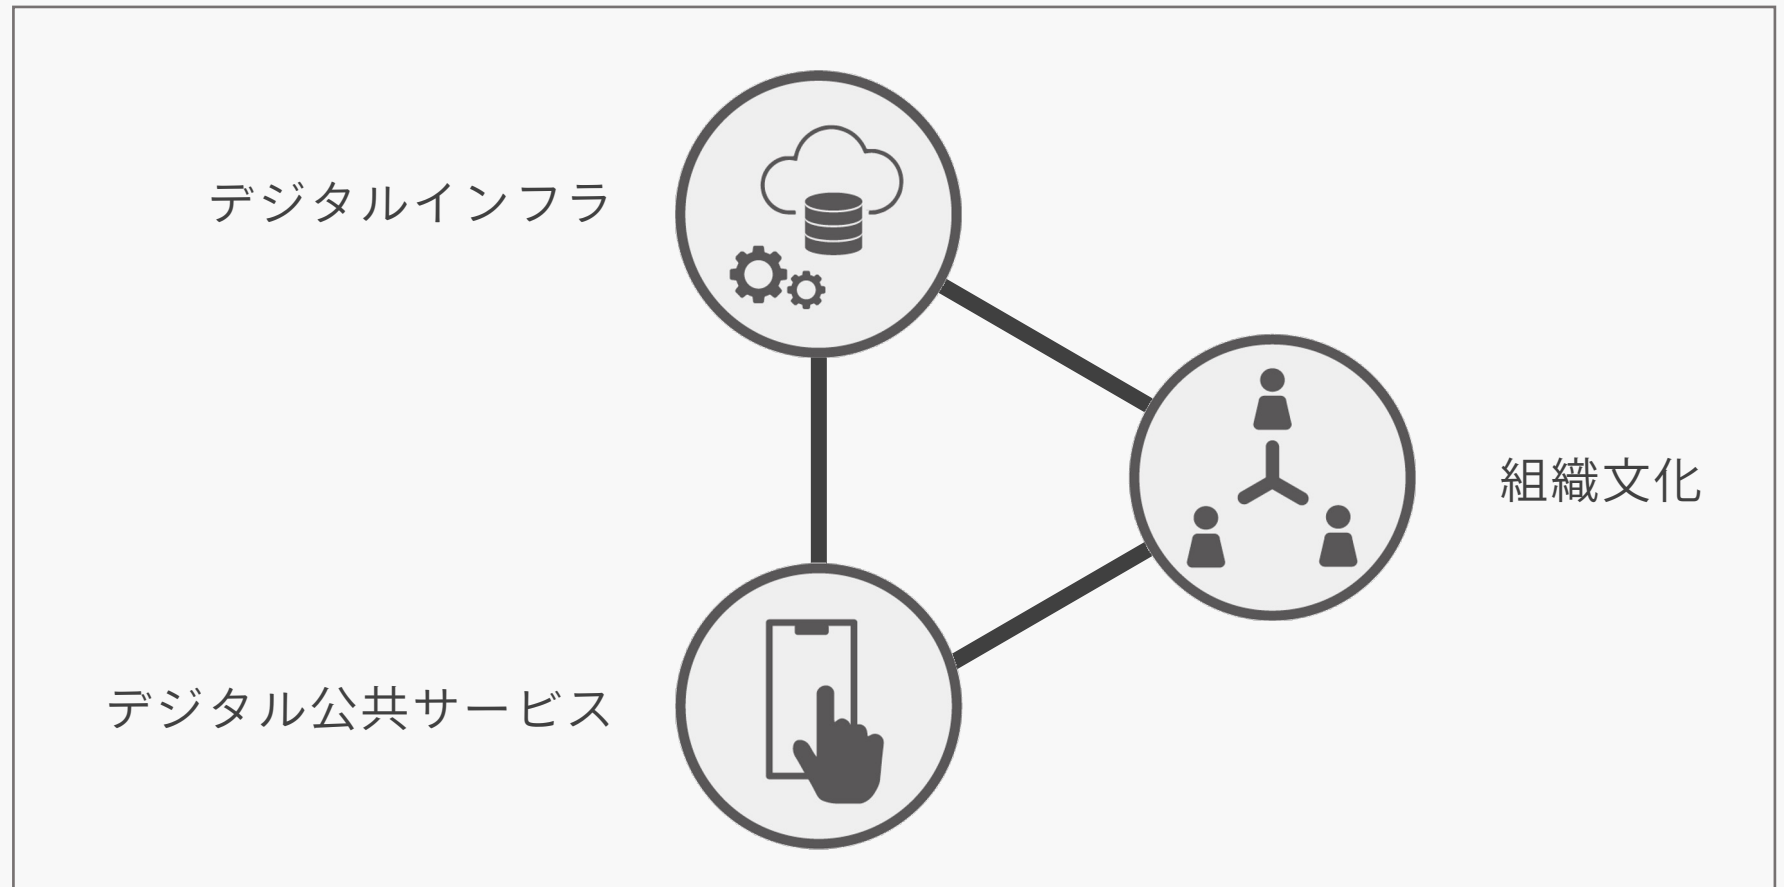 デジタルインフラ
組織文化
デジタル公共サービス